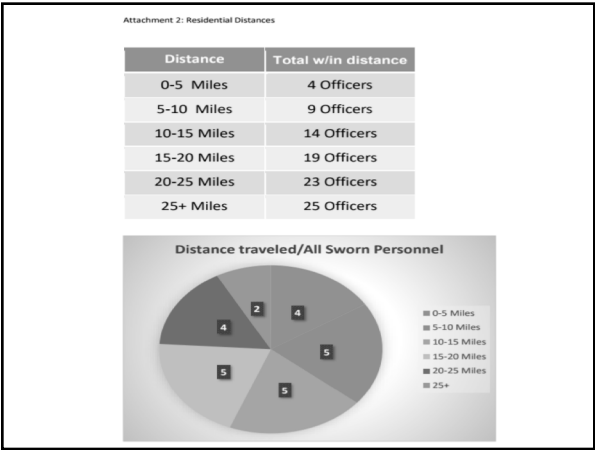 Attachment 2: Residential Distances
Distance Total w/in distance
0-5 Miles 4 Officers
5-10 Miles 9 Officers
10-15 Miles 14 Officers
15-20 Miles 19 Officers
20-25 Miles 23 Officers
25+ Miles 25 Officers
Distance traveled/All Sworn Personnel
2
4
4
5
5
5
0-5 Miles
5-10 Miles
10-15 Miles
15-20 Miles
20-25 Miles
25+